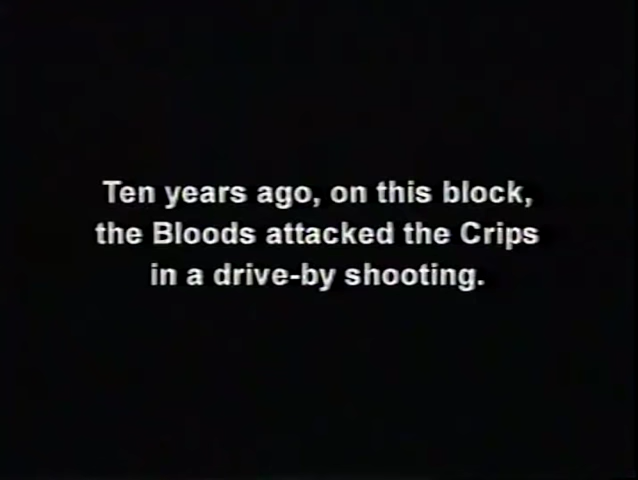 Ten years ago, on this block,
the Bloods attacked the Crips
in a drive-by shooting.